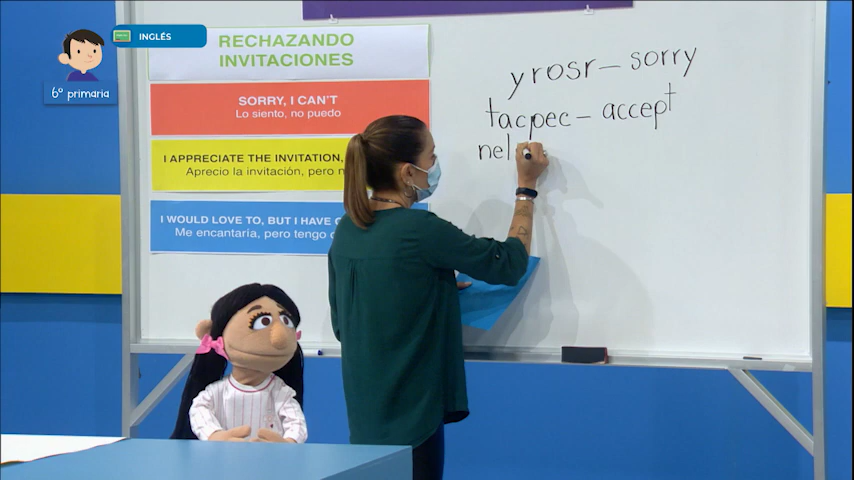 INGLÉS
6º primaria
RECHAZANDO
INVITACIONES
SORRY, I CAN'T
Lo siento, no puedo
I APPRECIATE THE INVITATION,
Aprecio la invitación, pero
I WOULD LOVE TO, BUT I HAVE
Me encantaría, pero tengo
yrosr - sorry
tacpec - accept
nel